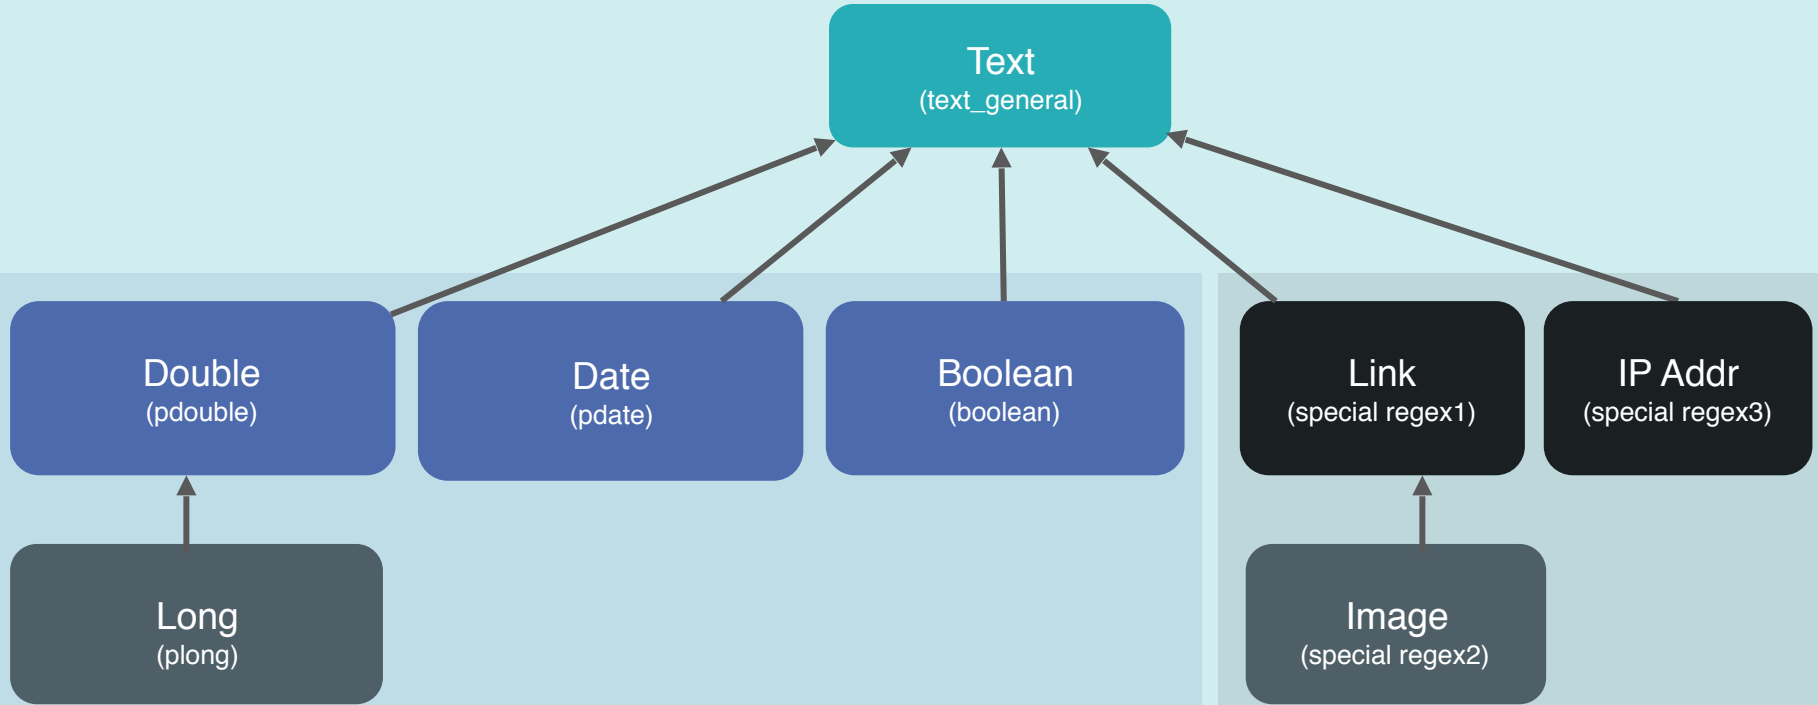 Text
(text_general)
Double
(pdouble)
Date
(pdate)
Boolean
(boolean)
Link
(special regex1)
IP Addr
(special regex3)
Long
(plong)
Image
(special regex2)